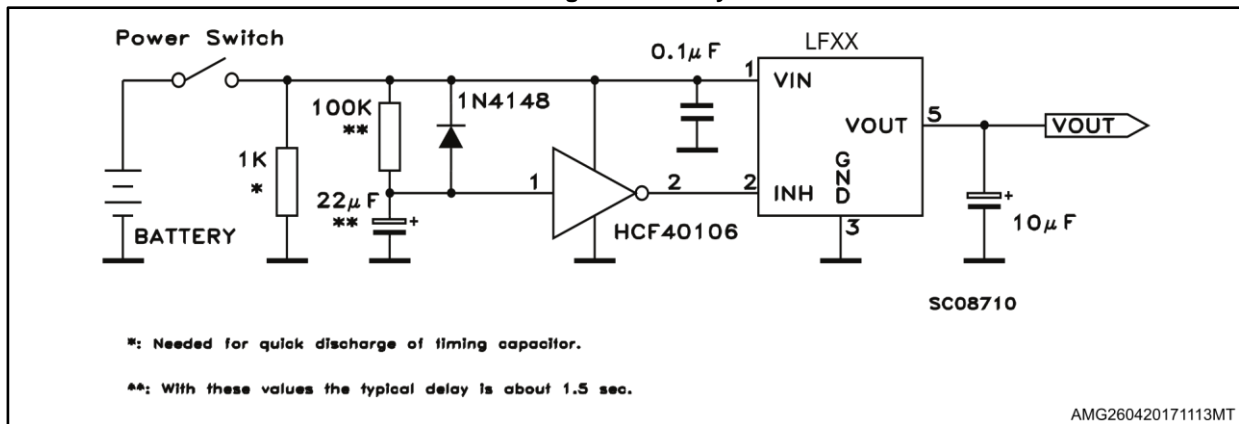 Power Switch
0.1μF
LFXX
1
VIN
100K
**
1N4148
VOUT
5
VOUT
1K
*
GND
22μF
**
+
1
2
2
INH
+
BATTERY
HCF40106
3
10μF
SC08710
*: Needed for quick discharge of timing capacitor.
**: With these values the typical delay is about 1.5 sec.
AMG260420171113MT